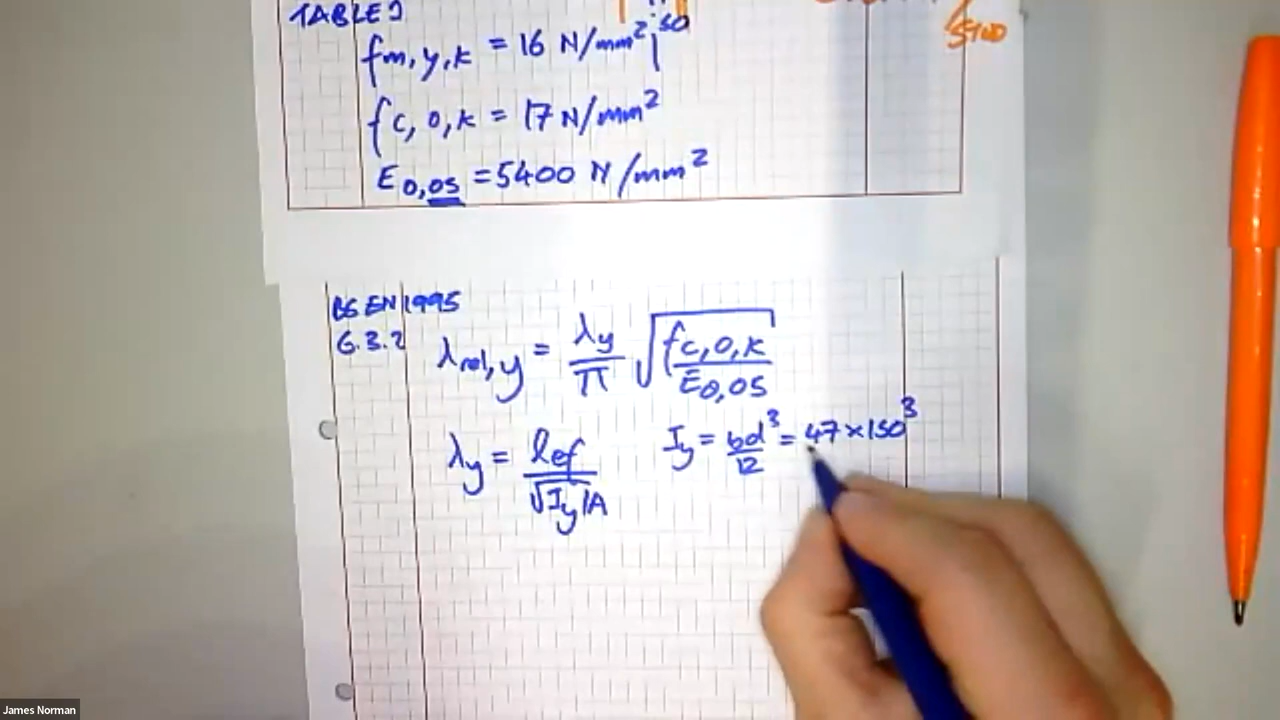 TABLE
fm,y,k = 16 N/mm²
fc,0,k = 17 N/mm²
E0,05 = 5400 N/mm²
BS EN 1995
6.3.2
λrel,y = λy/π √(fc,0,k/E0,05)
λy = lef/√(Iy/A)
Iy = bd³/12 = 47×150³
James Norman